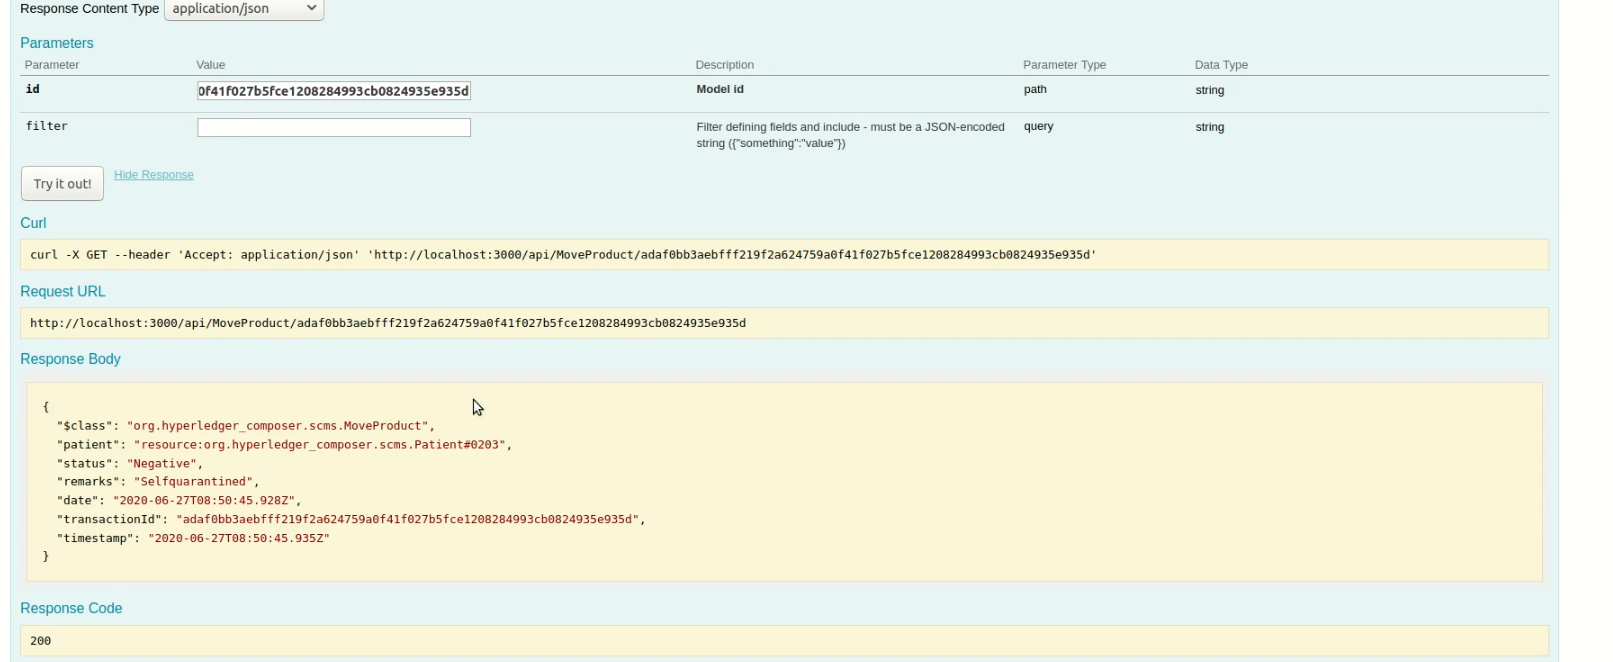 Response Content Type application/json
Parameters
Parameter Value Description Parameter Type Data Type
id 0f41f027b5fce1208284993cb0824935e935d Model id path string
filter Filter defining fields and include - must be a JSON-encoded string ({"something":"value"}) query string
Try it out! Hide Response
Curl
curl -X GET --header 'Accept: application/json' 'http://localhost:3000/api/MoveProduct/adaf0bb3aebfff219f2a624759a0f41f027b5fce1208284993cb0824935e935d'
Request URL
http://localhost:3000/api/MoveProduct/adaf0bb3aebfff219f2a624759a0f41f027b5fce1208284993cb0824935e935d
Response Body
{
"$class": "org.hyperledger_composer.scms.MoveProduct",
"patient": "resource:org.hyperledger_composer.scms.Patient#0203",
"status": "Negative",
"remarks": "Selfquarantined",
"date": "2020-06-27T08:50:45.928Z",
"transactionId": "adaf0bb3aebfff219f2a624759a0f41f027b5fce1208284993cb0824935e935d",
"timestamp": "2020-06-27T08:50:45.935Z"
}
Response Code
200